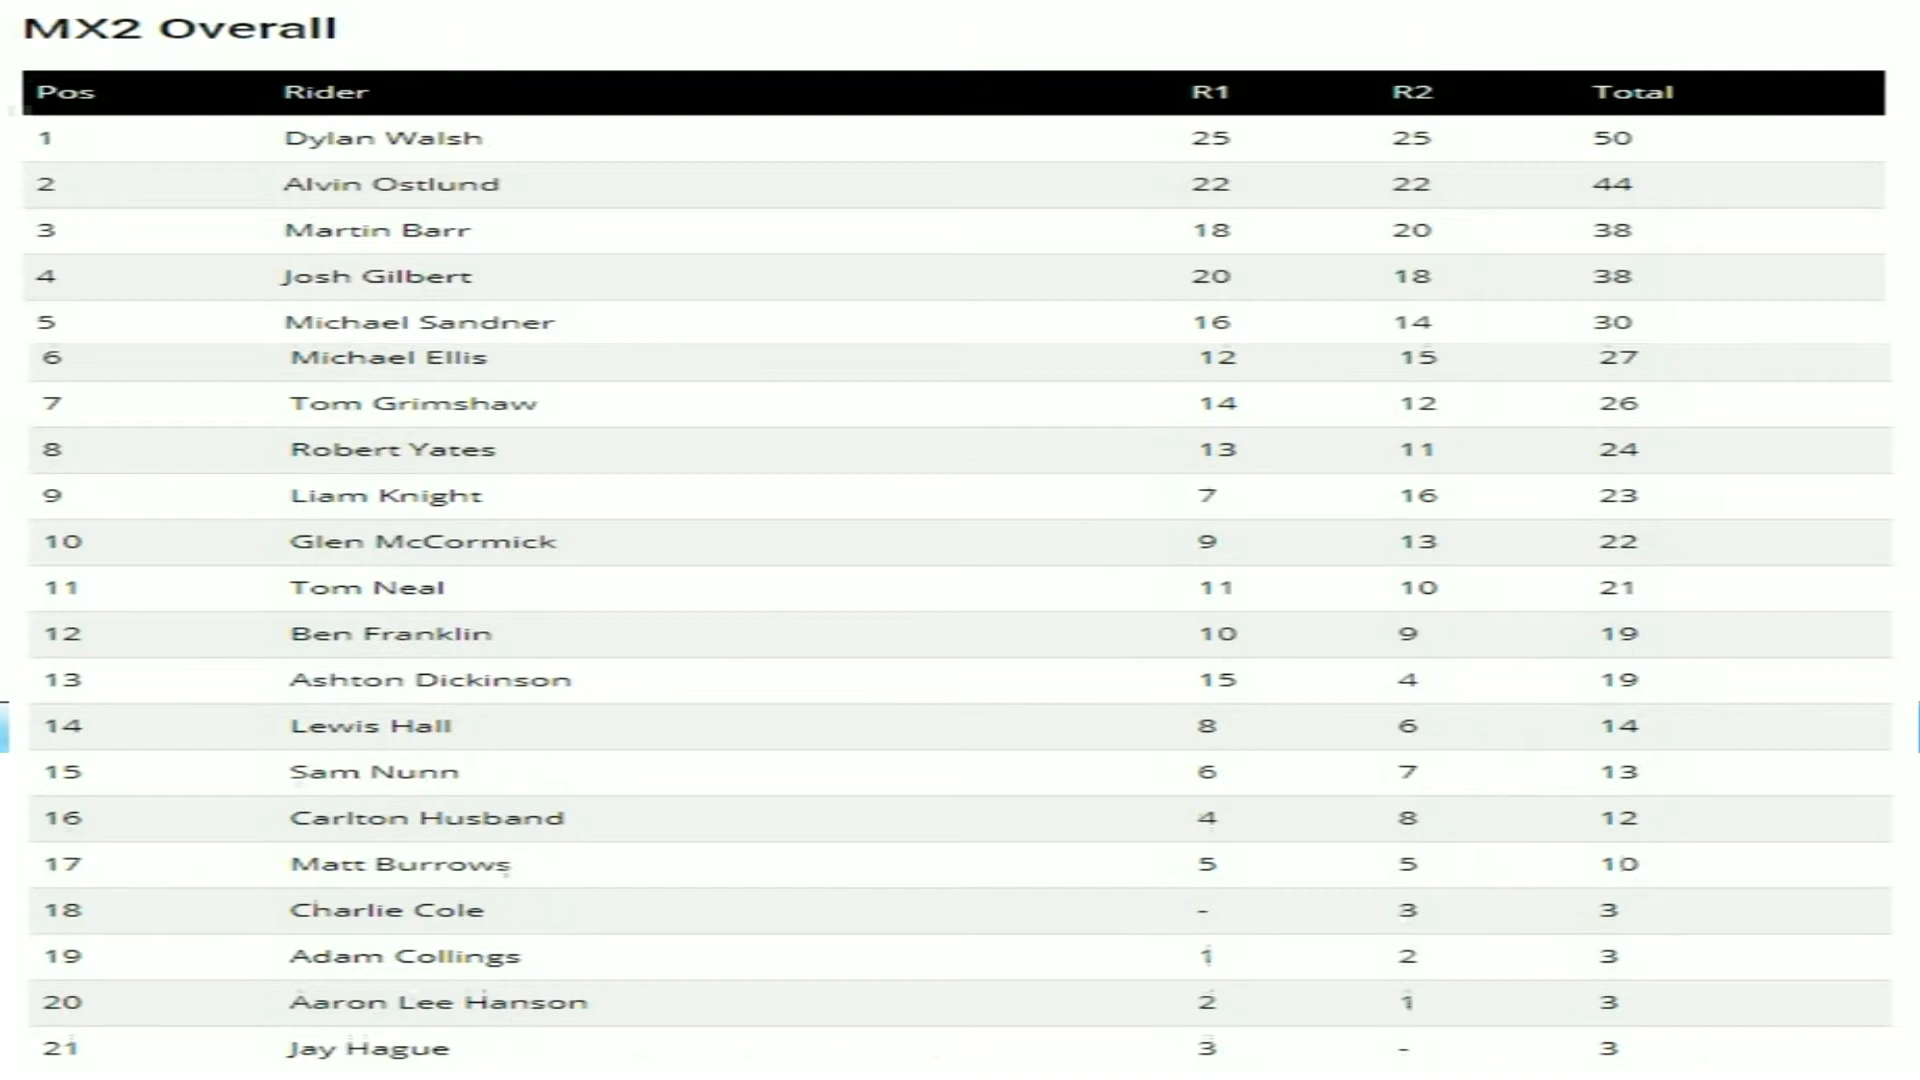 MX2 Overall
Pos Rider R1 R2 Total
1 Dylan Walsh 25 25 50
2 Alvin Ostlund 22 22 44
3 Martin Barr 18 20 38
4 Josh Gilbert 20 18 38
5 Michael Sandner 16 14 30
6 Michael Ellis 12 15 27
7 Tom Grimshaw 14 12 26
8 Robert Yates 13 11 24
9 Liam Knight 7 16 23
10 Glen McCormick 9 13 22
11 Tom Neal 11 10 21
12 Ben Franklin 10 9 19
13 Ashton Dickinson 15 4 19
14 Lewis Hall 8 6 14
15 Sam Nunn 6 7 13
16 Carlton Husband 4 8 12
17 Matt Burrows 5 5 10
18 Charlie Cole - 3 3
19 Adam Collings 1 2 3
20 Aaron Lee Hanson 2 1 3
21 Jay Hague 3 - 3